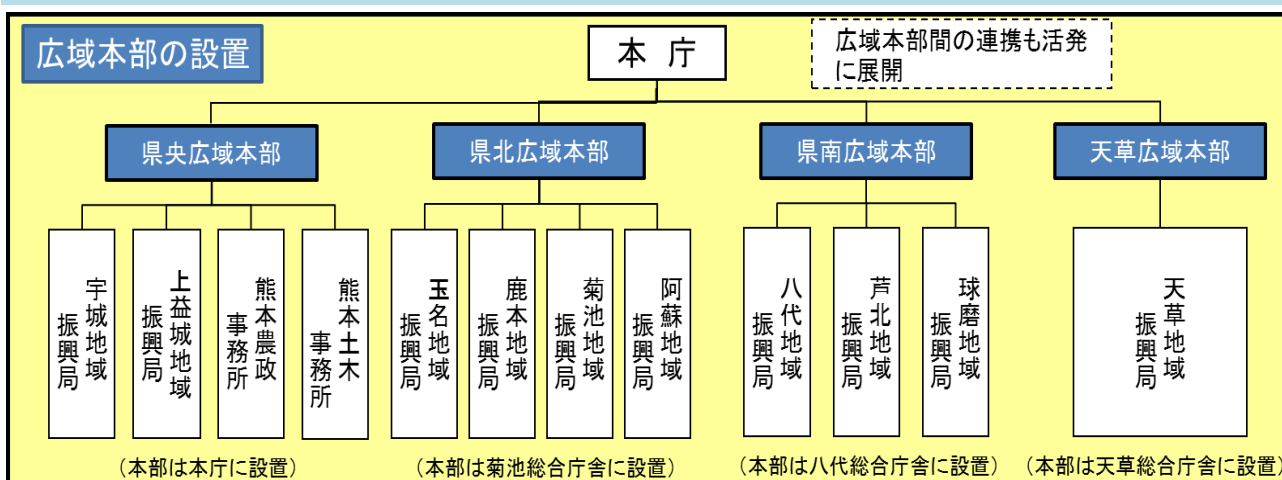 広域本部の設置
本 庁
広域本部間の連携も活発
に展開
県央広域本部
県北広域本部
県南広域本部
天草広域本部
宇城地域
振興局
上益城地域
振興局
熊本農政
事務所
熊本土木
事務所
玉名地域
振興局
鹿本地域
振興局
菊池地域
振興局
阿蘇地域
振興局
八代地域
振興局
芦北地域
振興局
球磨地域
振興局
天草地域
振興局
（本部は本庁に設置）
（本部は菊池総合庁舎に設置）
（本部は八代総合庁舎に設置）
（本部は天草総合庁舎に設置）